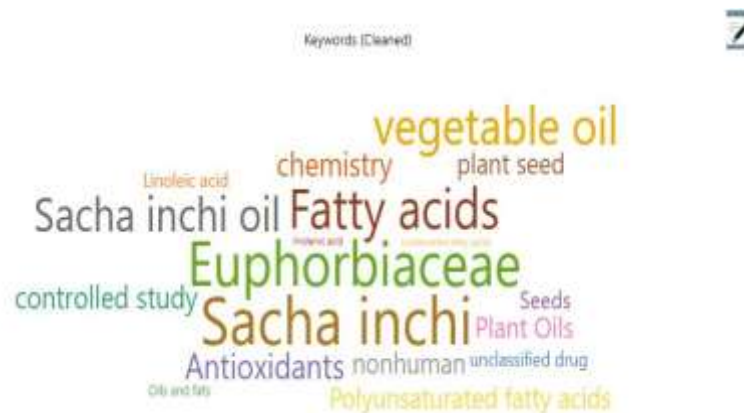 Keywords (Cleaned)
vegetable oil
chemistry
plant seed
Linoleic acid
Sacha inchi oil
Fatty acids
Euphorbiaceae
controlled study
Seeds
Sacha inchi
Plant Oils
Antioxidants
nonhuman
unclassified drug
Oils and fats
Polyunsaturated fatty acids